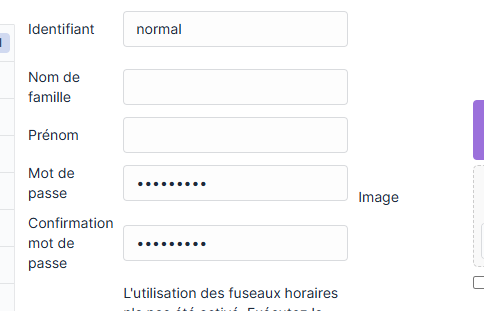 Identifiant
normal
Nom de
famille
Prénom
Mot de
passe
•••••••••
Image
Confirmation
mot de
passe
•••••••••
L'utilisation des fuseaux horaires